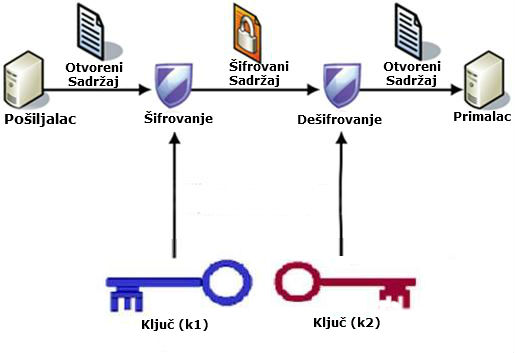 Otvoreni
Sadržaj
Šifrovani
Sadržaj
Otvoreni
Sadržaj
Pošiljalac
Šifrovanje
Dešifrovanje
Primalac
Ključ (k1)
Ključ (k2)